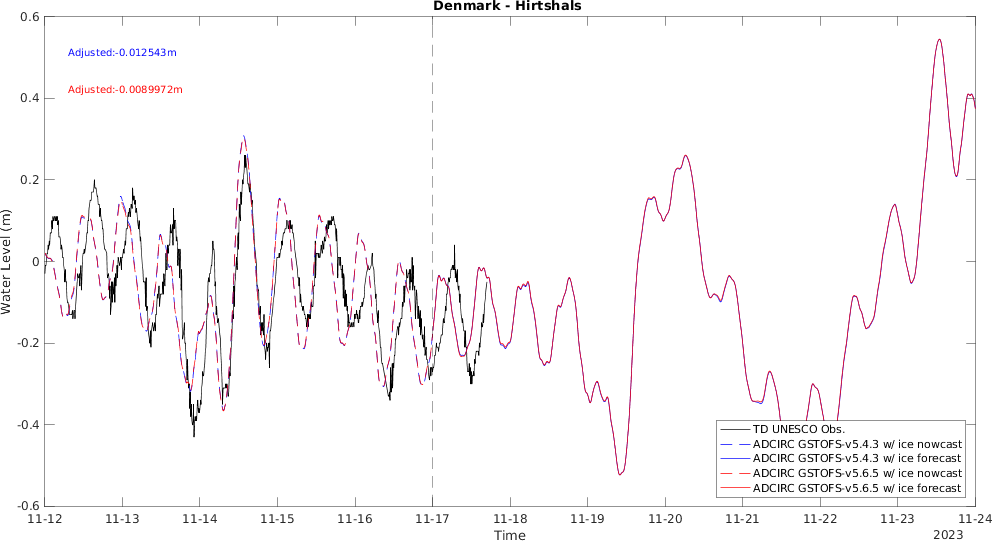 Denmark - Hirtshals
0.6
Adjusted:-0.012543m
Adjusted:-0.0089972m
0.4
0.2
0
-0.2
-0.4
-0.6
Water Level (m)
TD UNESCO Obs.
ADCIRC GSTOFS-v5.4.3 w/ ice nowcast
ADCIRC GSTOFS-v5.4.3 w/ ice forecast
ADCIRC GSTOFS-v5.6.5 w/ ice nowcast
ADCIRC GSTOFS-v5.6.5 w/ ice forecast
11-12 11-13 11-14 11-15 11-16 11-17 11-18 11-19 11-20 11-21 11-22 11-23 11-24
Time
2023